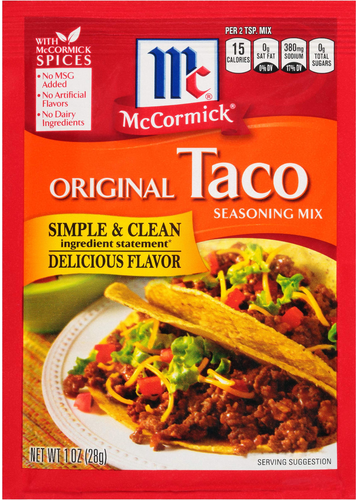 WITH
McCORMICK
SPICES
• No MSG
Added
• No Artificial
Flavors
• No Dairy
Ingredients
PER 2 TSP. MIX
15
CALORIES
0g
SAT FAT
0% DV
380mg
SODIUM
17% DV
0g
TOTAL
SUGARS
mc
McCormick®
ORIGINAL Taco
SEASONING MIX
SIMPLE & CLEAN
ingredient statement*
DELICIOUS FLAVOR
NET WT 1 OZ (28g)
SERVING SUGGESTION